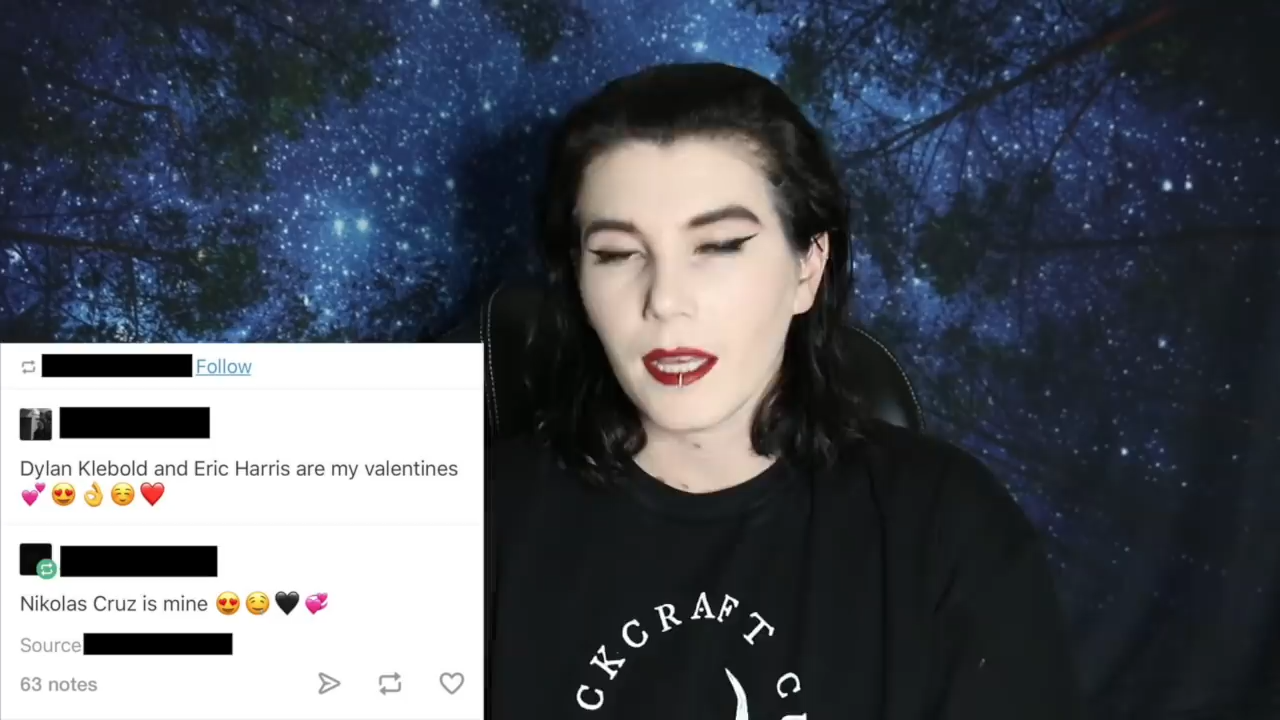 Follow
Dylan Klebold and Eric Harris are my valentines
💕😍👌☺️❤️
Nikolas Cruz is mine 😍🤤🖤💞
Source
63 notes
CKCRAFT